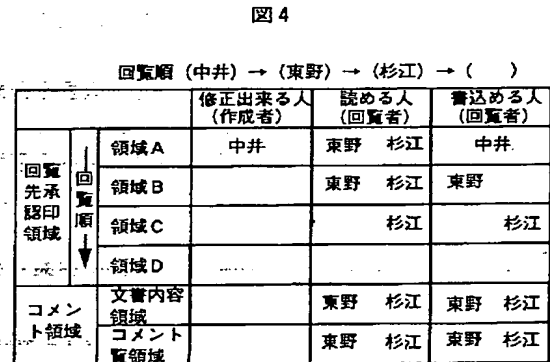 図4
回覧順(中井)→(東野)→(杉江)→( )
修正出来る人 読める人 書込める人
(作成者) (回覧者) (回覧者)
回覧先承認印領域 回覧順
領域A 中井 東野 杉江 中井
領域B 東野 杉江 東野
領域C 杉江 杉江
領域D
コメント領域
文書内容領域 東野 杉江 東野 杉江
コメント覧領域 東野 杉江 東野 杉江